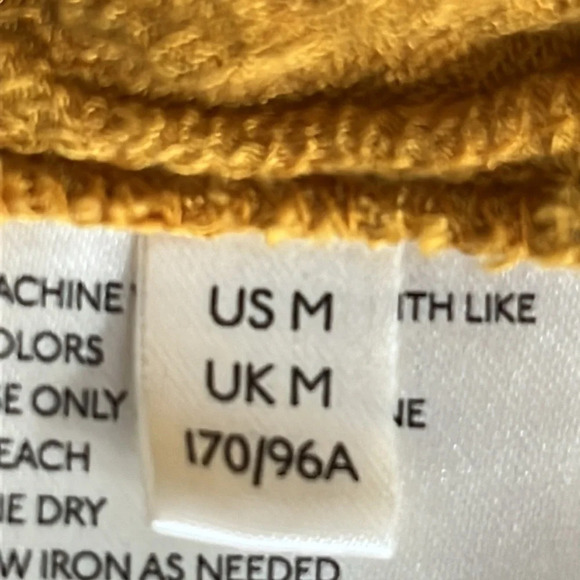 US M
UK M
170/96A
ACHINE
ITH LIKE
OLORS
E ONLY
NE
EACH
E DRY
W IRON AS NEEDED